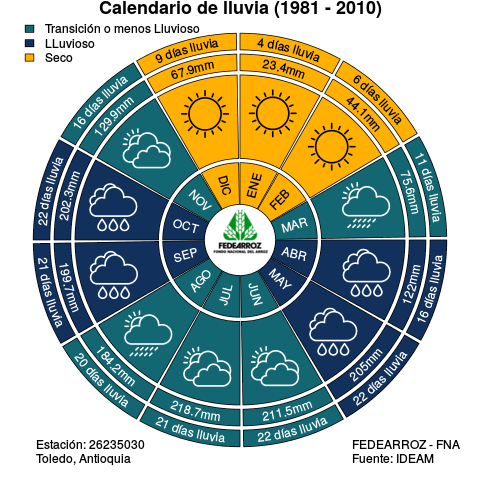 Calendario de lluvia (1981 - 2010)
Transición o menos Lluvioso
LLuvioso
Seco
4 días lluvia
23.4mm
ENE
6 días lluvia
44.1mm
FEB
11 días lluvia
75.6mm
MAR
16 días lluvia
122mm
ABR
22 días lluvia
205mm
MAY
22 días lluvia
211.5mm
JUN
21 días lluvia
218.7mm
JUL
20 días lluvia
184.2mm
AGO
21 días lluvia
199.7mm
SEP
22 días lluvia
202.3mm
OCT
16 días lluvia
129.9mm
NOV
9 días lluvia
67.9mm
DIC
FEDEARROZ
FONDO NACIONAL DEL ARROZ
Estación: 26235030
Toledo, Antioquia
FEDEARROZ - FNA
Fuente: IDEAM